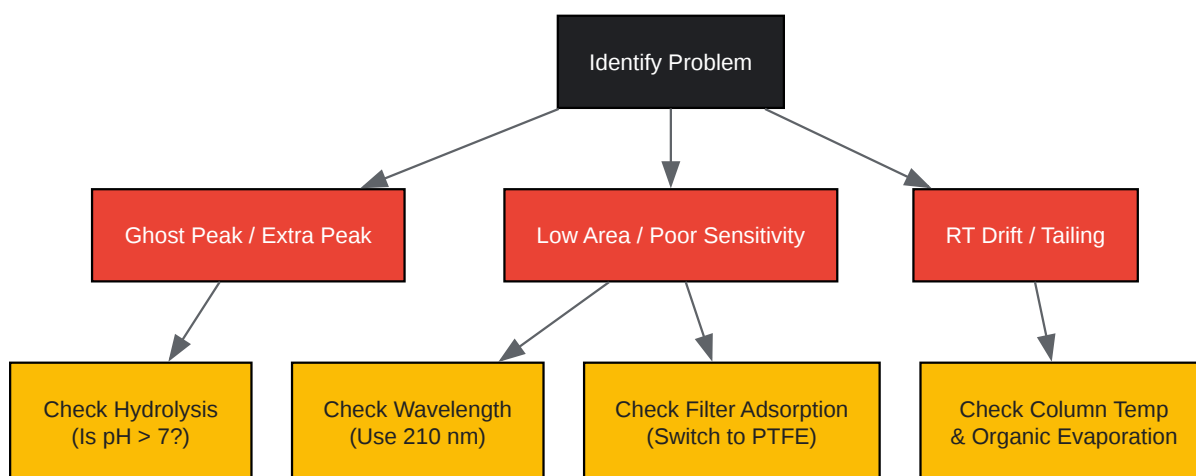 Identify Problem
Ghost Peak / Extra Peak
Low Area / Poor Sensitivity
RT Drift / Tailing
Check Hydrolysis
(Is pH > 7?)
Check Wavelength
(Use 210 nm)
Check Filter Adsorption
(Switch to PTFE)
Check Column Temp
& Organic Evaporation